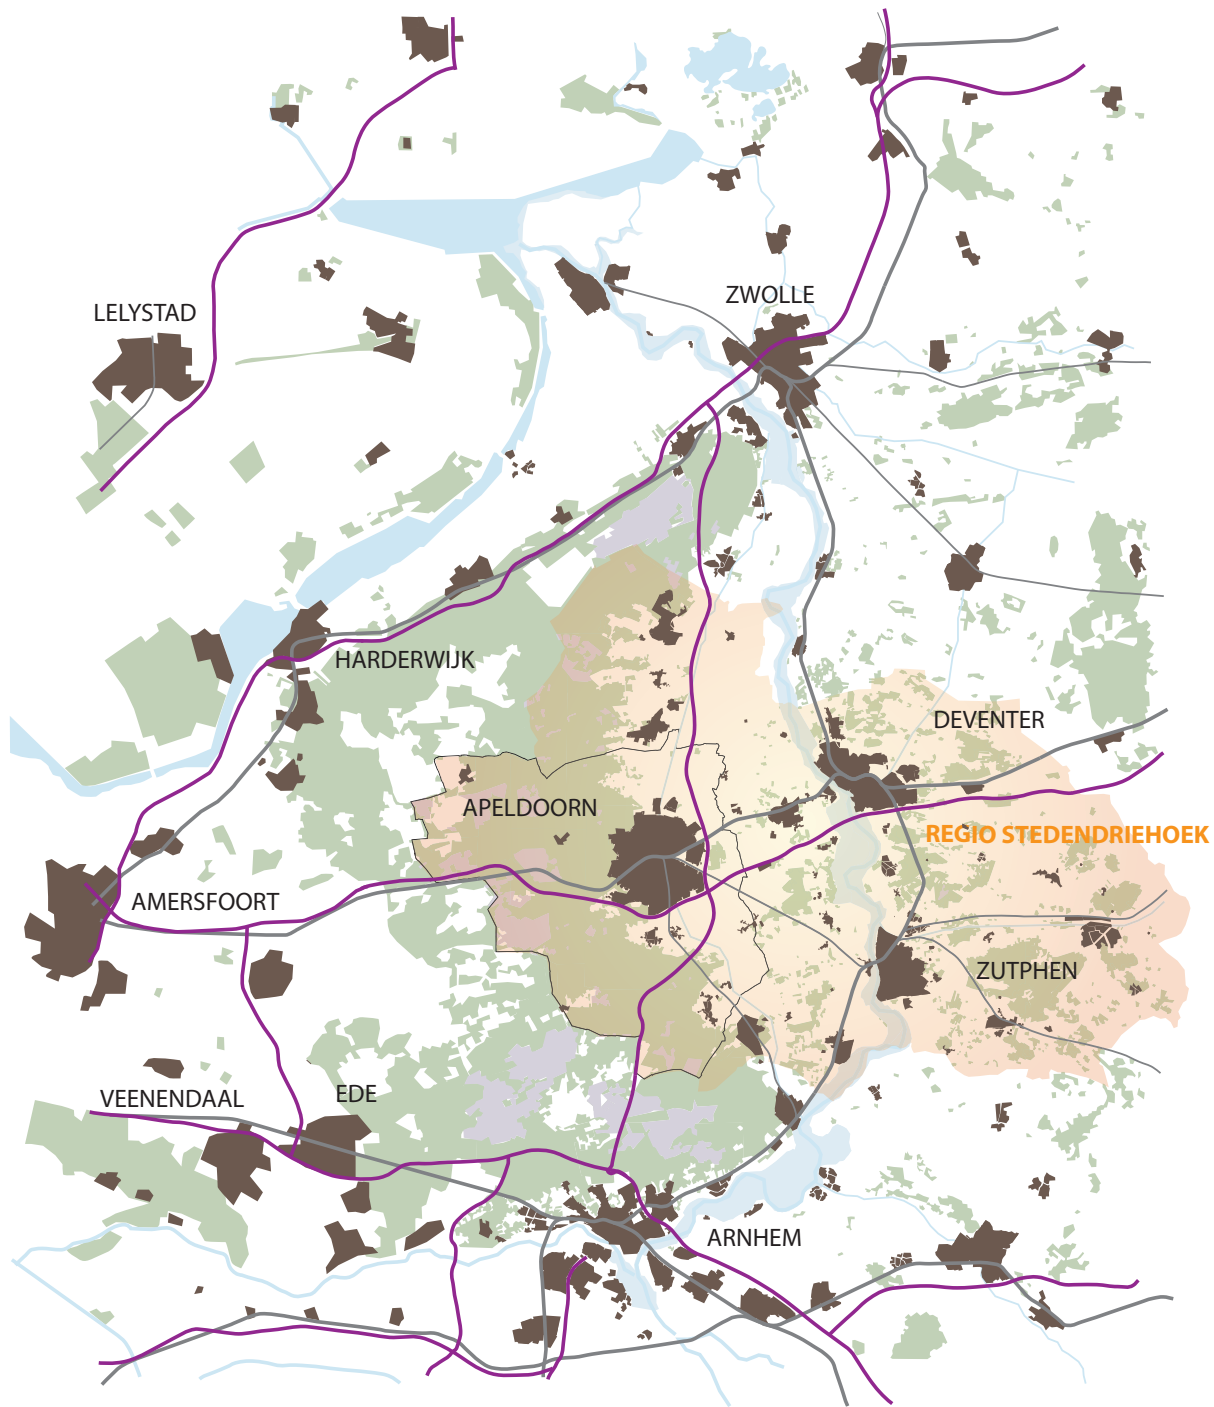 ZWOLLE
LELYSTAD
HARDERWIJK
DEVENTER
APELDOORN
REGIO STEDENDRIEHOEK
AMERSFOORT
ZUTPHEN
VEENENDAAL
EDE
ARNHEM